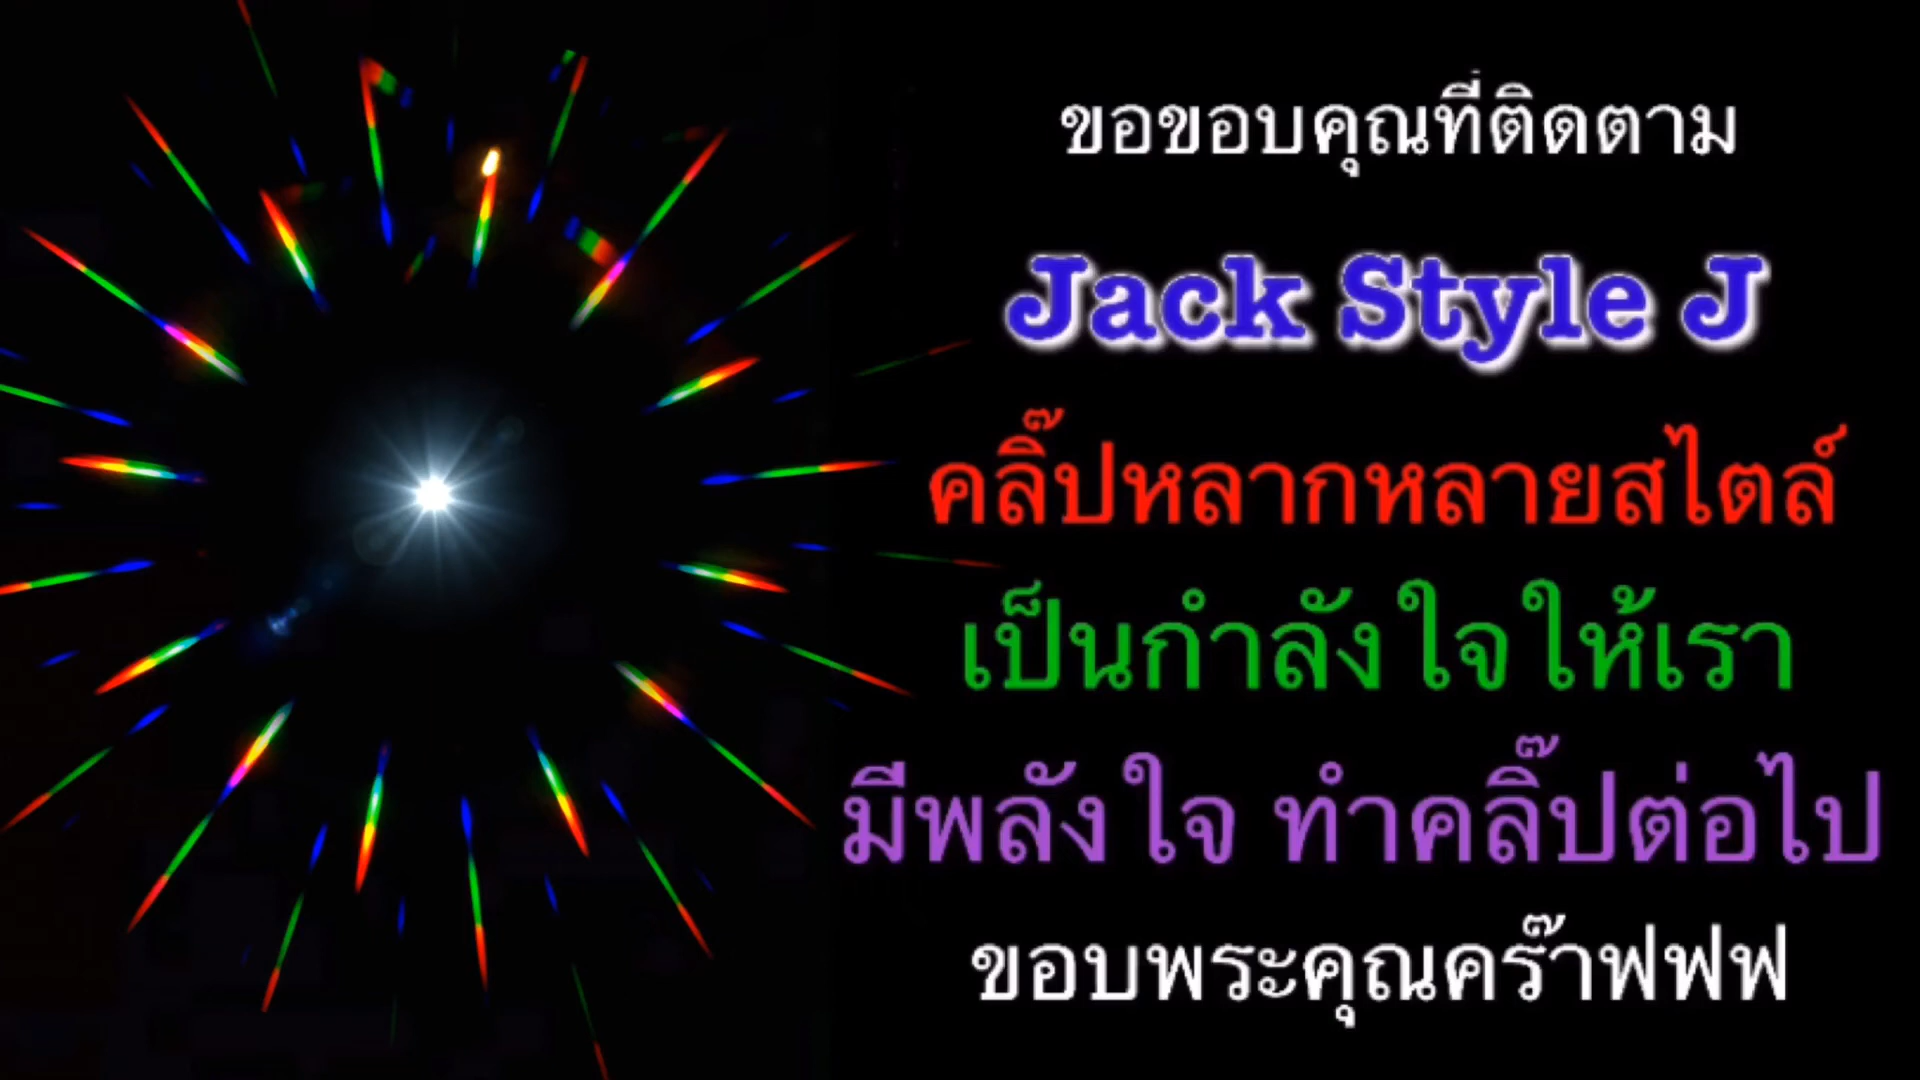 ขอขอบคุณที่ติดตาม
Jack Style J
คลิ๊ปหลากหลายสไตล์
เป็นกำลังใจให้เรา
มีพลังใจ ทำคลิ๊ปต่อไป
ขอบพระคุณคร๊าฟฟฟ